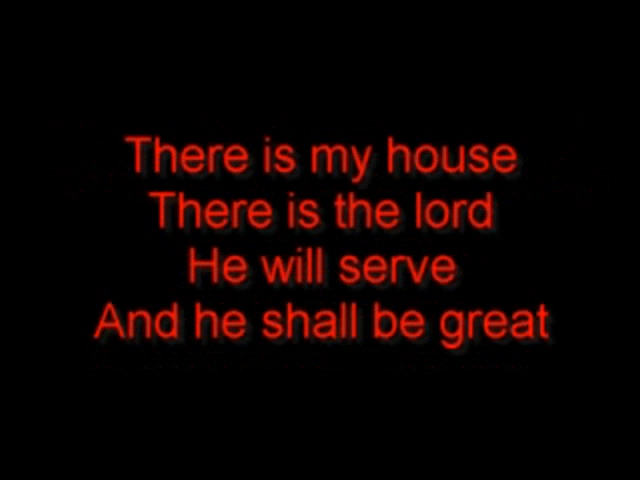 There is my house
There is the lord
He will serve
And he shall be great